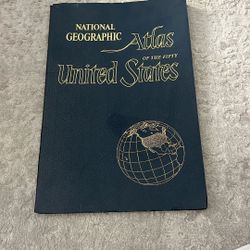 NATIONAL
GEOGRAPHIC Atlas
OF THE FIFTY
United States